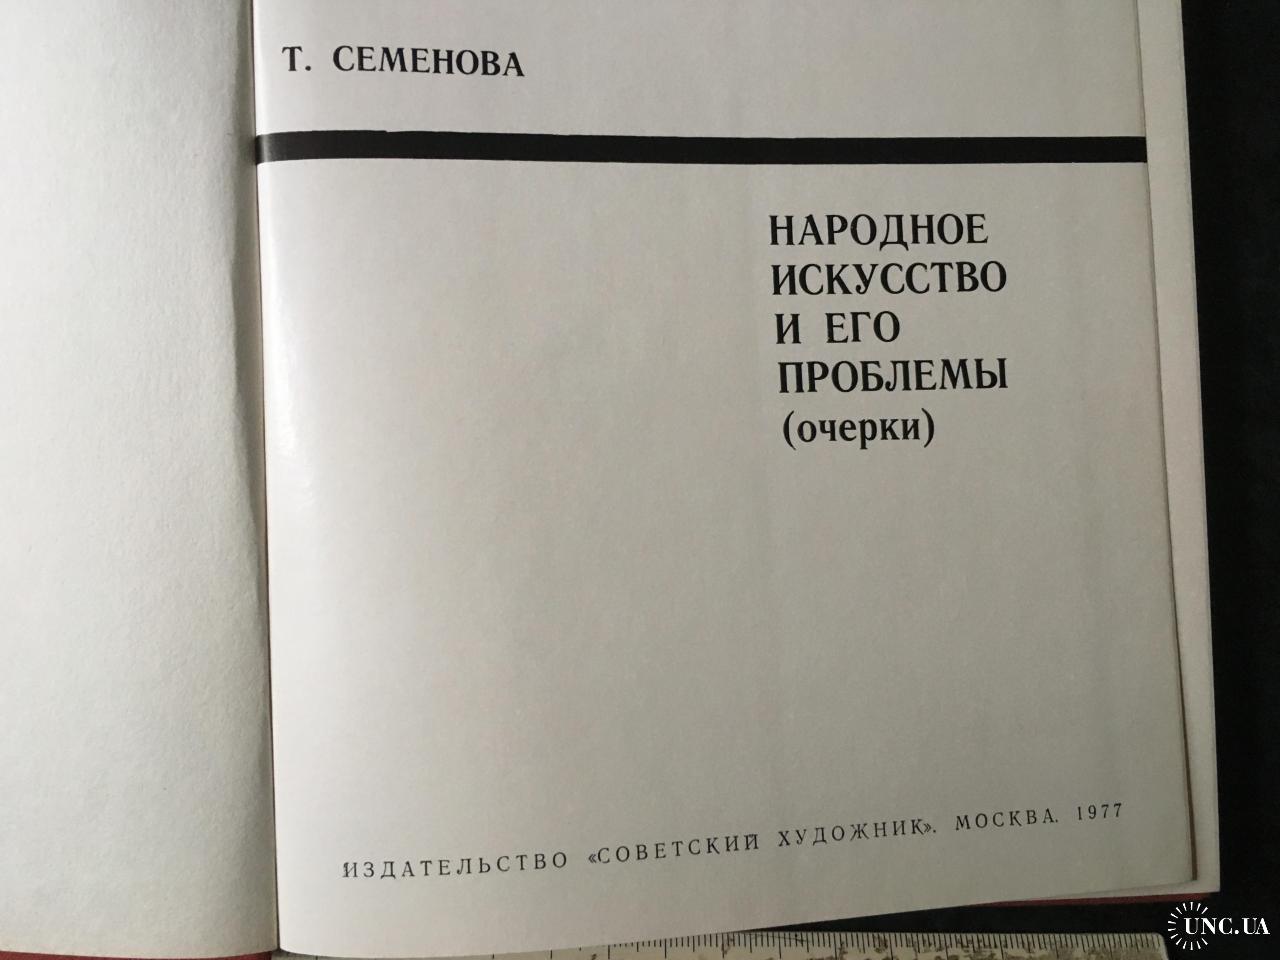 Т. СЕМЕНОВА
НАРОДНОЕ
ИСКУССТВО
И ЕГО
ПРОБЛЕМЫ
(очерки)
ИЗДАТЕЛЬСТВО «СОВЕТСКИЙ ХУДОЖНИК». МОСКВА. 1977
UNC.UA